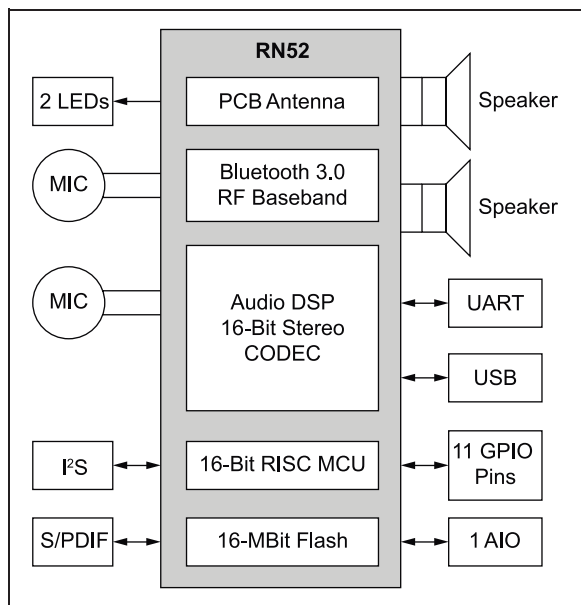 RN52
2 LEDs
PCB Antenna
Speaker
MIC
Bluetooth 3.0
RF Baseband
Speaker
MIC
Audio DSP
16-Bit Stereo
CODEC
UART
USB
I²S
16-Bit RISC MCU
11 GPIO
Pins
S/PDIF
16-MBit Flash
1 AIO